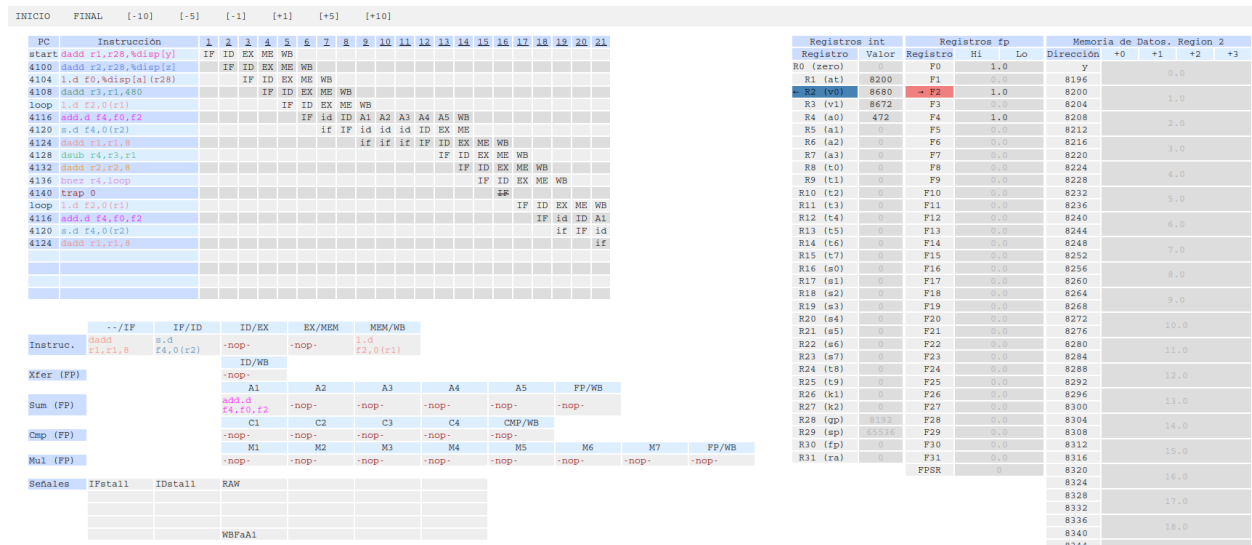 INICIO FINAL [-10] [-5] [-1] [+1] [+5] [+10]
PC Instrucción 1 2 3 4 5 6 7 8 9 10 11 12 13 14 15 16 17 18 19 20 21
start dadd r1,r28,%disp[y] IF ID EX ME WB
4100 dadd r2,r28,%disp[z] IF ID EX ME WB
4104 l.d f0,%disp[a](r28) IF ID EX ME WB
4108 dadd r3,r1,480 IF ID EX ME WB
loop l.d f2,0(r1) IF ID EX ME WB
4116 add.d f4,f0,f2 IF id ID A1 A2 A3 A4 A5 WB
4120 s.d f4,0(r2) if IF id id id ID EX ME
4124 dadd r1,r1,8 if if if IF ID EX ME WB
4128 dsub r4,r3,r1 IF ID EX ME WB
4132 dadd r2,r2,8 IF ID EX ME WB
4136 bnez r4,loop IF ID EX ME WB
4140 trap 0 IF
loop l.d f2,0(r1) IF ID EX ME WB
4116 add.d f4,f0,f2 IF id ID A1
4120 s.d f4,0(r2) if IF id
4124 dadd r1,r1,8 if
--/IF IF/ID ID/EX EX/MEM MEM/WB
Instruc. dadd r1,r1,8 s.d f4,0(r2) -nop- -nop- l.d f2,0(r1)
ID/WB
Xfer (FP) -nop-
A1 A2 A3 A4 A5 FP/WB
Sum (FP) add.d f4,f0,f2 -nop- -nop- -nop- -nop- -nop-
C1 C2 C3 C4 CMP/WB
Cmp (FP) -nop- -nop- -nop- -nop- -nop-
M1 M2 M3 M4 M5 M6 M7 FP/WB
Mul (FP) -nop- -nop- -nop- -nop- -nop- -nop- -nop- -nop-
Señales IFstall IDstall RAW
WBFaA1
Registros int Registros fp
Registro Valor Registro Hi Lo
R0 (zero) 0 F0 1.0
R1 (at) 8200 F1 0.0
← R2 (v0) 8680 → F2 1.0
R3 (v1) 8672 F3 0.0
R4 (a0) 472 F4 1.0
R5 (a1) 0 F5 0.0
R6 (a2) 0 F6 0.0
R7 (a3) 0 F7 0.0
R8 (t0) 0 F8 0.0
R9 (t1) 0 F9 0.0
R10 (t2) 0 F10 0.0
R11 (t3) 0 F11 0.0
R12 (t4) 0 F12 0.0
R13 (t5) 0 F13 0.0
R14 (t6) 0 F14 0.0
R15 (t7) 0 F15 0.0
R16 (s0) 0 F16 0.0
R17 (s1) 0 F17 0.0
R18 (s2) 0 F18 0.0
R19 (s3) 0 F19 0.0
R20 (s4) 0 F20 0.0
R21 (s5) 0 F21 0.0
R22 (s6) 0 F22 0.0
R23 (s7) 0 F23 0.0
R24 (t8) 0 F24 0.0
R25 (t9) 0 F25 0.0
R26 (k1) 0 F26 0.0
R27 (k2) 0 F27 0.0
R28 (gp) 8192 F28 0.0
R29 (sp) 65536 F29 0.0
R30 (fp) 0 F30 0.0
R31 (ra) 0 F31 0.0
FPSR 0
Memoria de Datos. Region 2
Dirección +0 +1 +2 +3
y
8196 0.0
8200
8204 1.0
8208
8212 2.0
8216
8220 3.0
8224
8228 4.0
8232
8236 5.0
8240
8244 6.0
8248
8252 7.0
8256
8260 8.0
8264
8268 9.0
8272
8276 10.0
8280
8284 11.0
8288
8292 12.0
8296
8300 13.0
8304
8308 14.0
8312
8316 15.0
8320
8324 16.0
8328
8332 17.0
8336
8340 18.0
8344